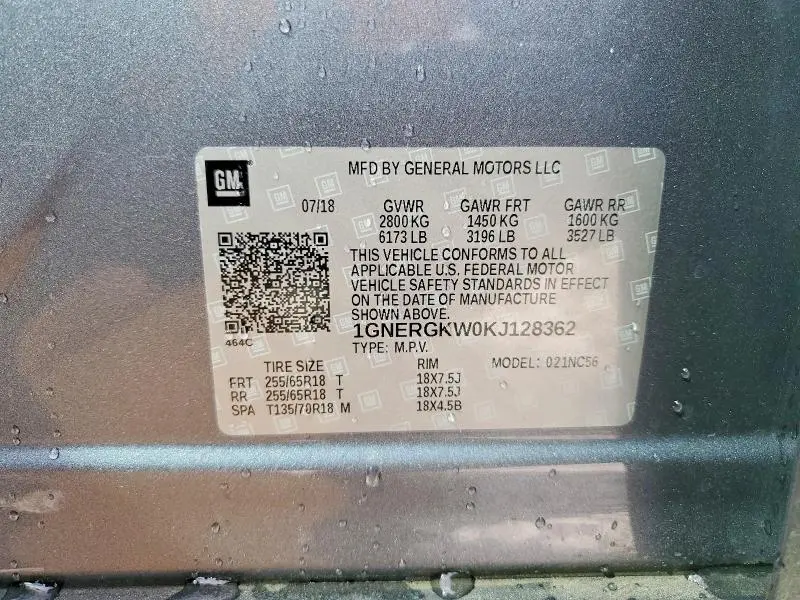 GM
MFD BY GENERAL MOTORS LLC
07/18 GVWR GAWR FRT GAWR RR
2800 KG 1450 KG 1600 KG
6173 LB 3196 LB 3527 LB
THIS VEHICLE CONFORMS TO ALL
APPLICABLE U.S. FEDERAL MOTOR
VEHICLE SAFETY STANDARDS IN EFFECT
ON THE DATE OF MANUFACTURE
SHOWN ABOVE.
1GNERGKW0KJ128362
464C
TYPE: M.P.V. MODEL: 021NC56
TIRE SIZE RIM
FRT 255/65R18 T 18X7.5J
RR 255/65R18 T 18X7.5J
SPA T135/70R18 M 18X4.5B